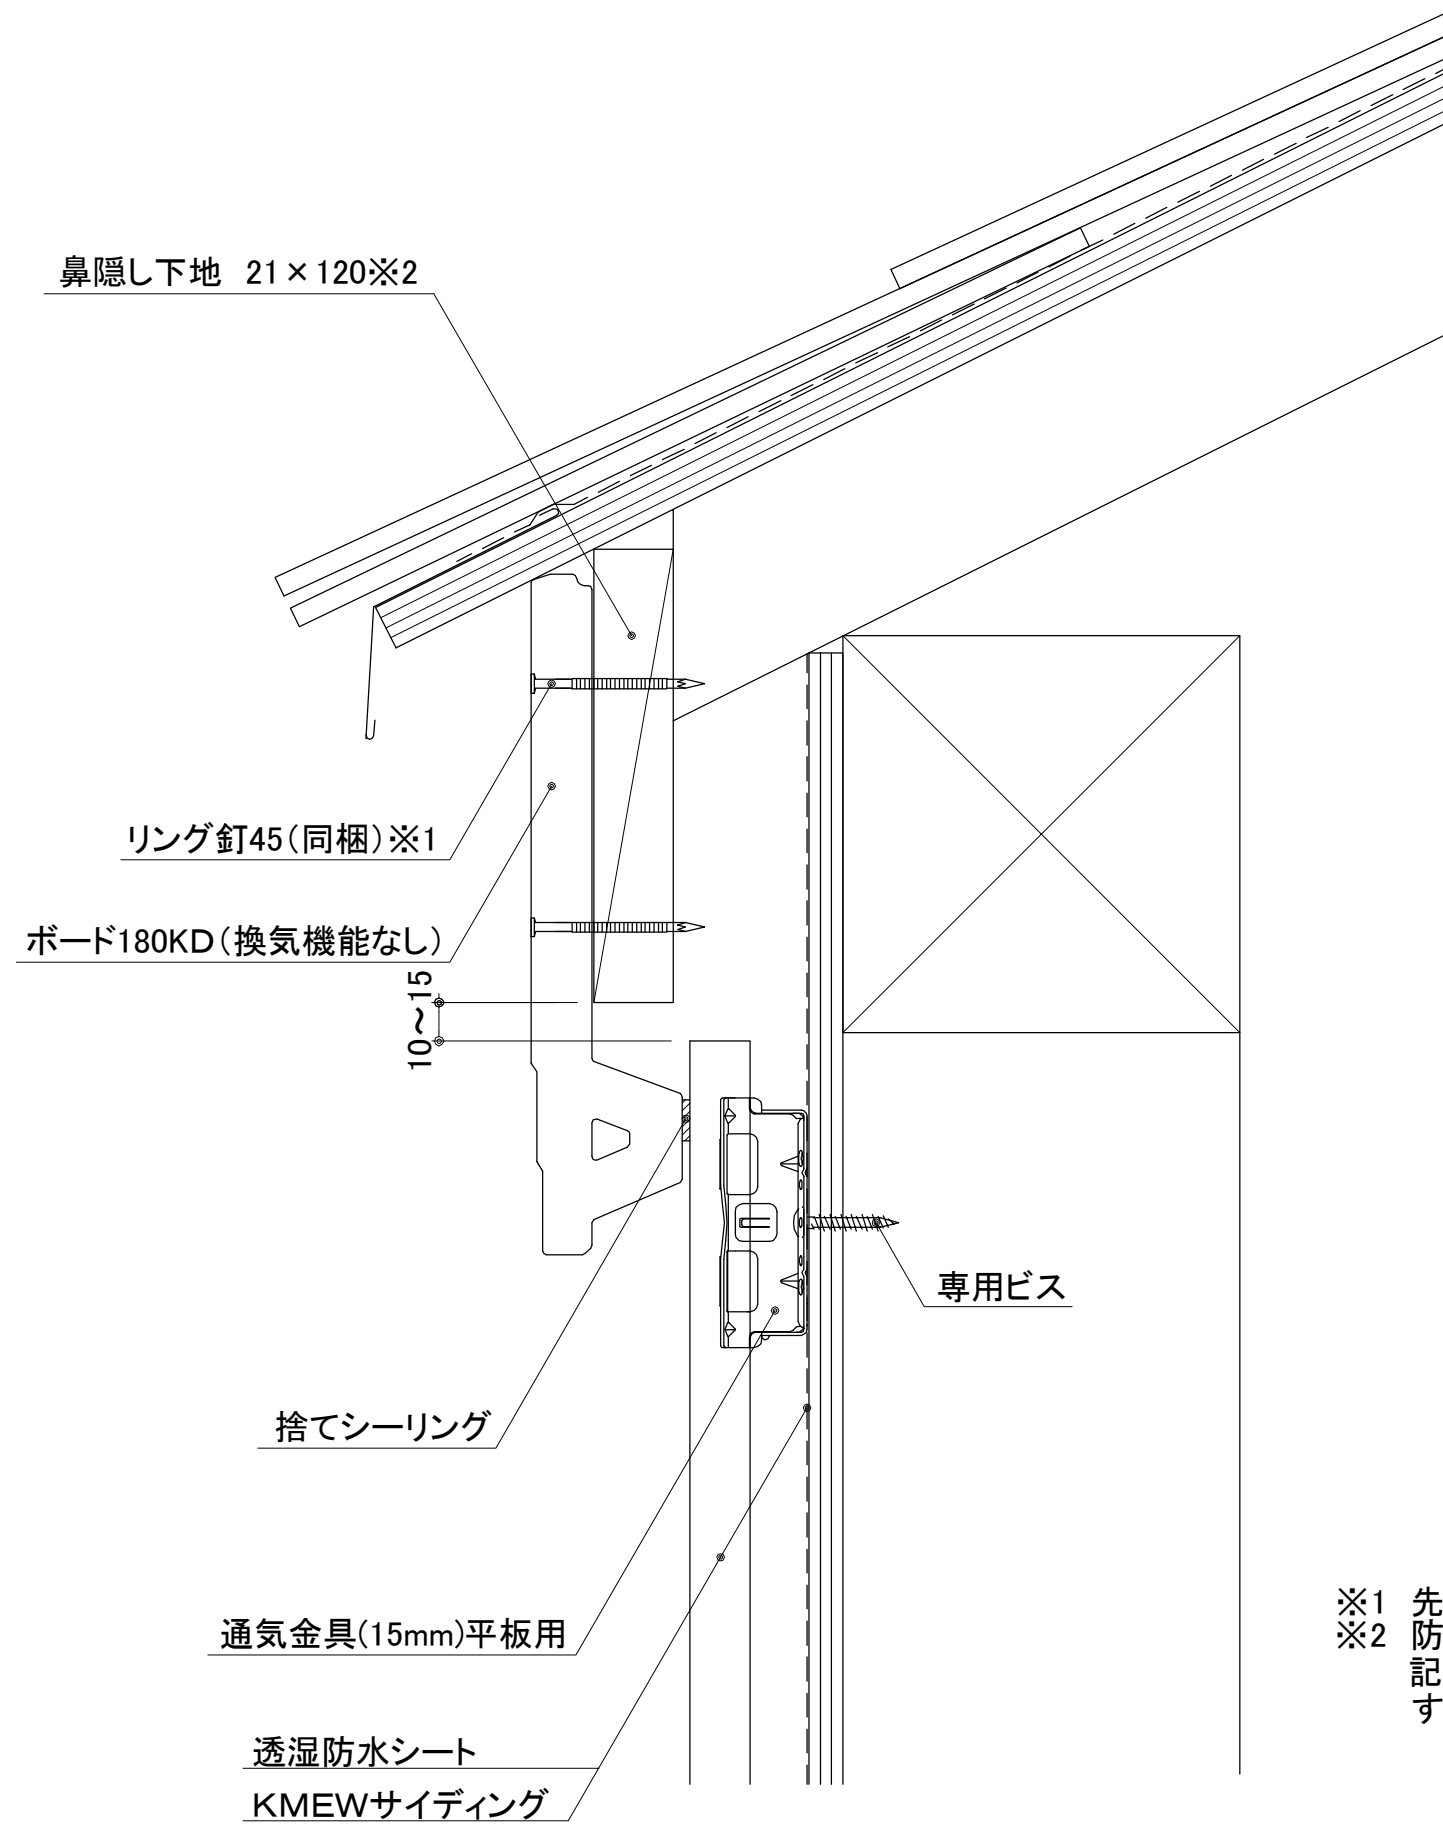 鼻隠し下地 21×120※2
リング釘45(同梱)※1
ボード180KD(換気機能なし)
10～15
専用ビス
捨てシーリング
通気金具(15mm)平板用
※1 先
※2 防
記
す
透湿防水シート
KMEWサイディング